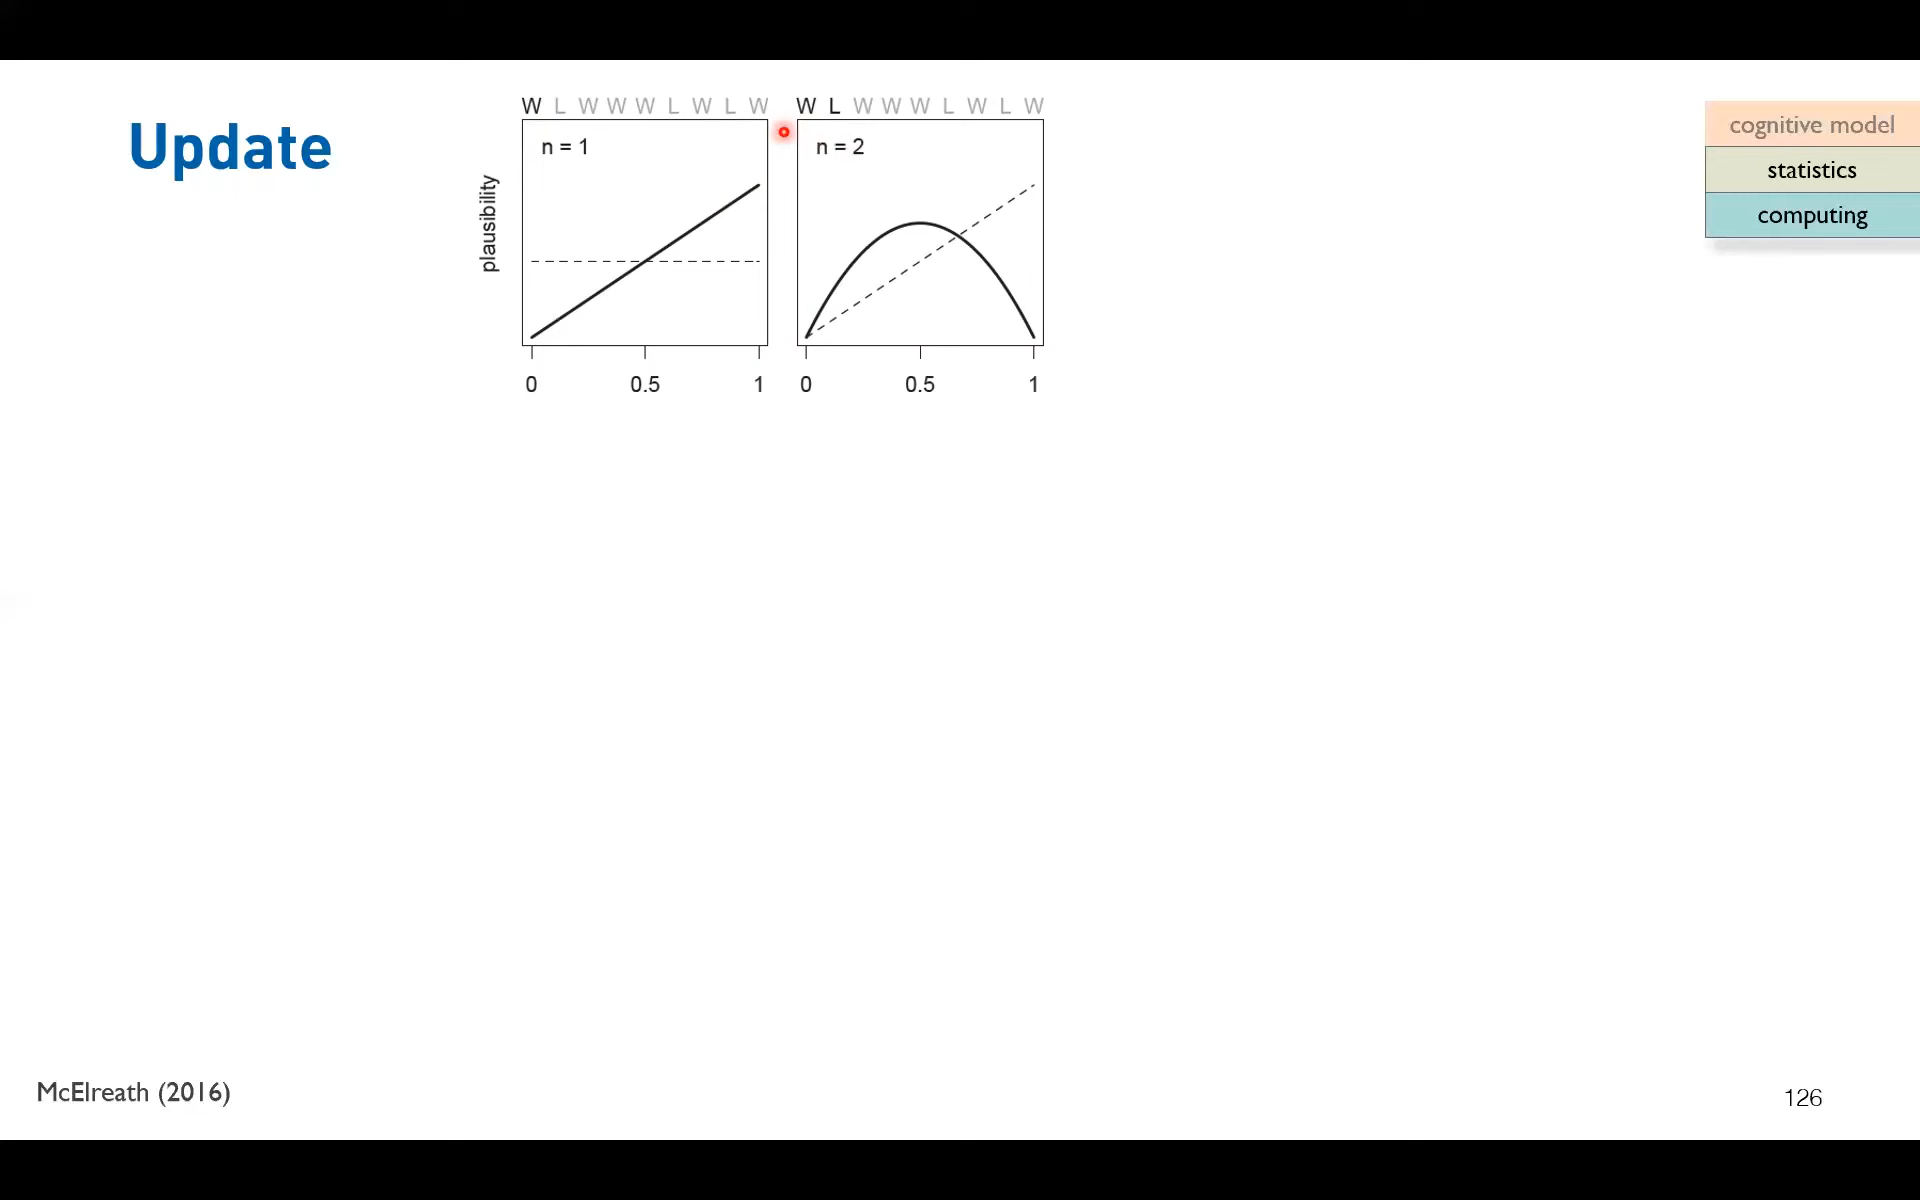 Update
W L W W W L W L W
W L W W W L W L W
n = 1
n = 2
plausibility
0 0.5 1
0 0.5 1
cognitive model
statistics
computing
McElreath (2016)
126